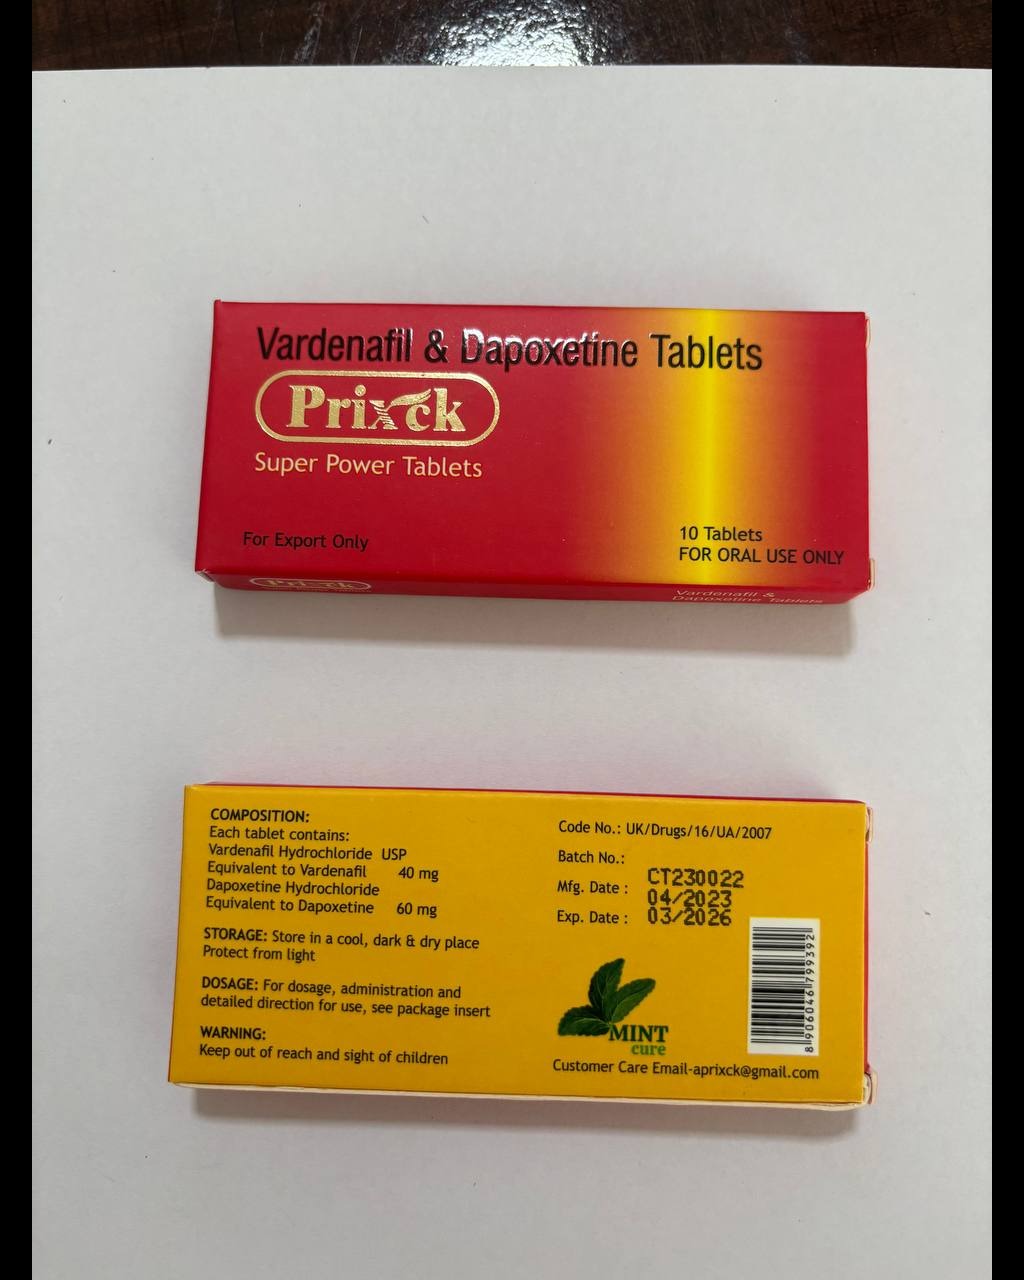 Vardenafil & Dapoxetine Tablets
Prixck
Super Power Tablets
For Export Only
10 Tablets
FOR ORAL USE ONLY
Prixck
Vardenafil &
Dapoxetine Tablets
COMPOSITION:
Each tablet contains:
Vardenafil Hydrochloride USP
Equivalent to Vardenafil 40 mg
Dapoxetine Hydrochloride
Equivalent to Dapoxetine 60 mg
STORAGE: Store in a cool, dark & dry place
Protect from light
DOSAGE: For dosage, administration and
detailed direction for use, see package insert
WARNING:
Keep out of reach and sight of children
Code No.: UK/Drugs/16/UA/2007
Batch No.: CT230022
Mfg. Date : 04/2023
Exp. Date : 03/2026
8 906046 799392
MINT
cure
Customer Care Email-aprixck@gmail.com